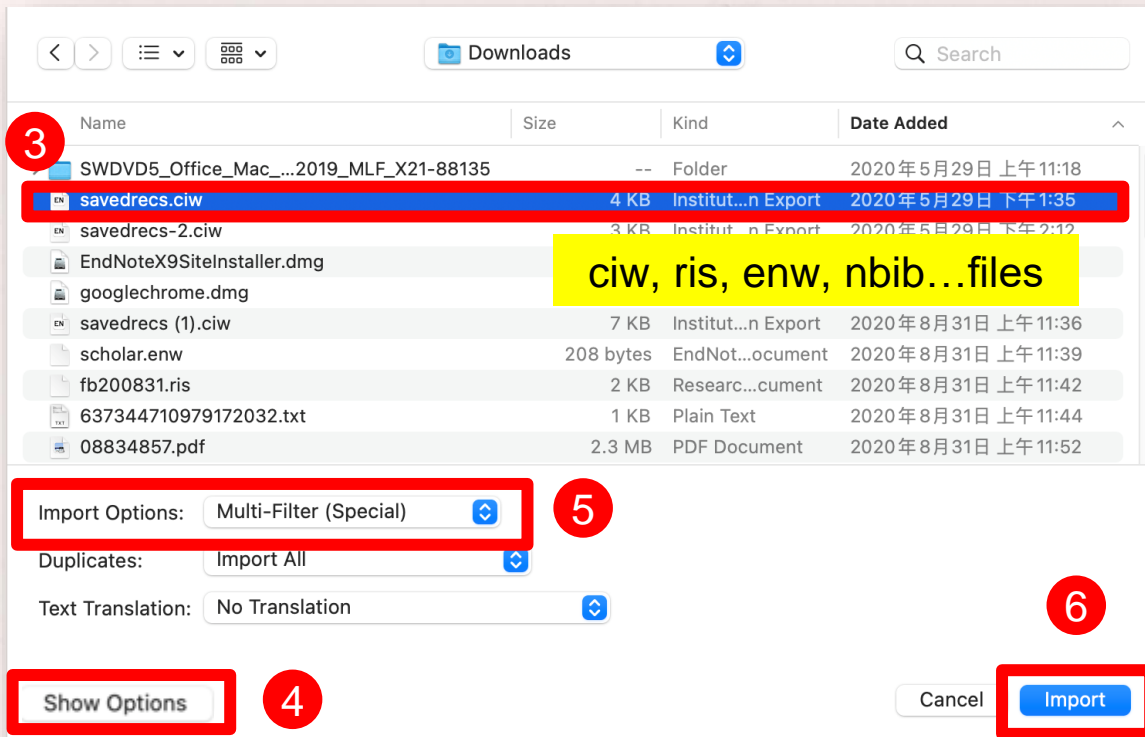 Downloads
Search
Name Size Kind Date Added
3
SWDVD5_Office_Mac_...2019_MLF_X21-88135 -- Folder 2020年5月29日 上午11:18
EN savedrecs.ciw 4 KB Institut...n Export 2020年5月29日 下午1:35
EN savedrecs-2.ciw 3 KB Institut...n Export 2020年5月29日 下午2:12
EndNoteX9SiteInstaller.dmg
ciw, ris, enw, nbib…files
googlechrome.dmg
EN savedrecs (1).ciw 7 KB Institut...n Export 2020年8月31日 上午11:36
scholar.enw 208 bytes EndNot...ocument 2020年8月31日 上午11:39
fb200831.ris 2 KB Researc...cument 2020年8月31日 上午11:42
TXT 637344710979172032.txt 1 KB Plain Text 2020年8月31日 上午11:44
08834857.pdf 2.3 MB PDF Document 2020年8月31日 上午11:52
Import Options: Multi-Filter (Special) 5
Duplicates: Import All
Text Translation: No Translation
6
Show Options 4 Cancel Import